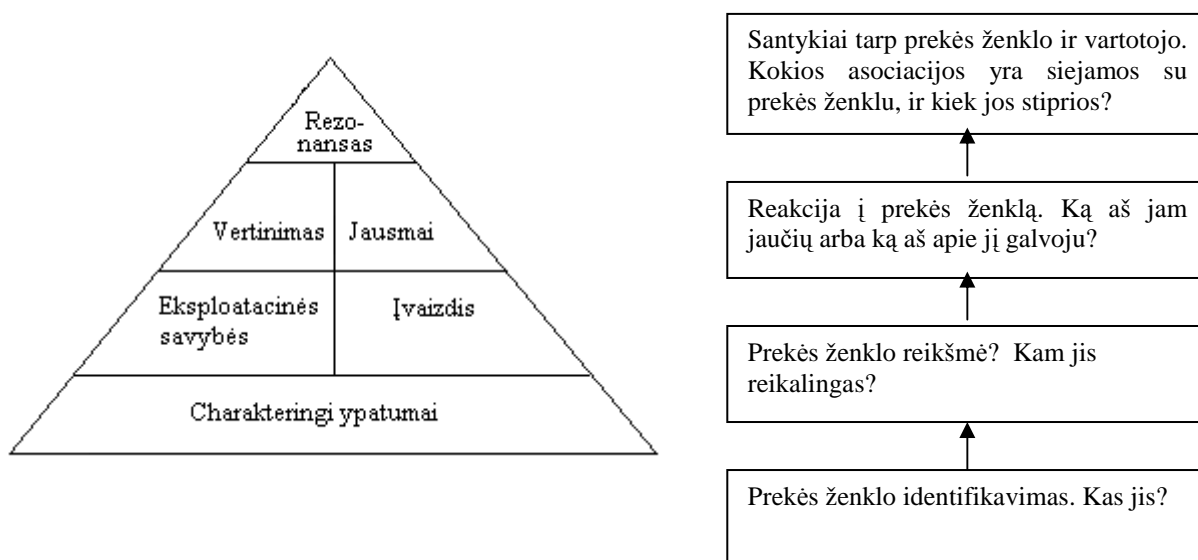 Rezo-
nansas
Vertinimas
Jausmai
Eksploatacinės
savybės
Įvaizdis
Charakteringi ypatumai
Santykiai tarp prekės ženklo ir vartotojo.
Kokios asociacijos yra siejamos su
prekės ženklu, ir kiek jos stiprios?
Reakcija į prekės ženklą. Ką aš jam
jaučių arba ką aš apie jį galvoju?
Prekės ženklo reikšmė? Kam jis
reikalingas?
Prekės ženklo identifikavimas. Kas jis?